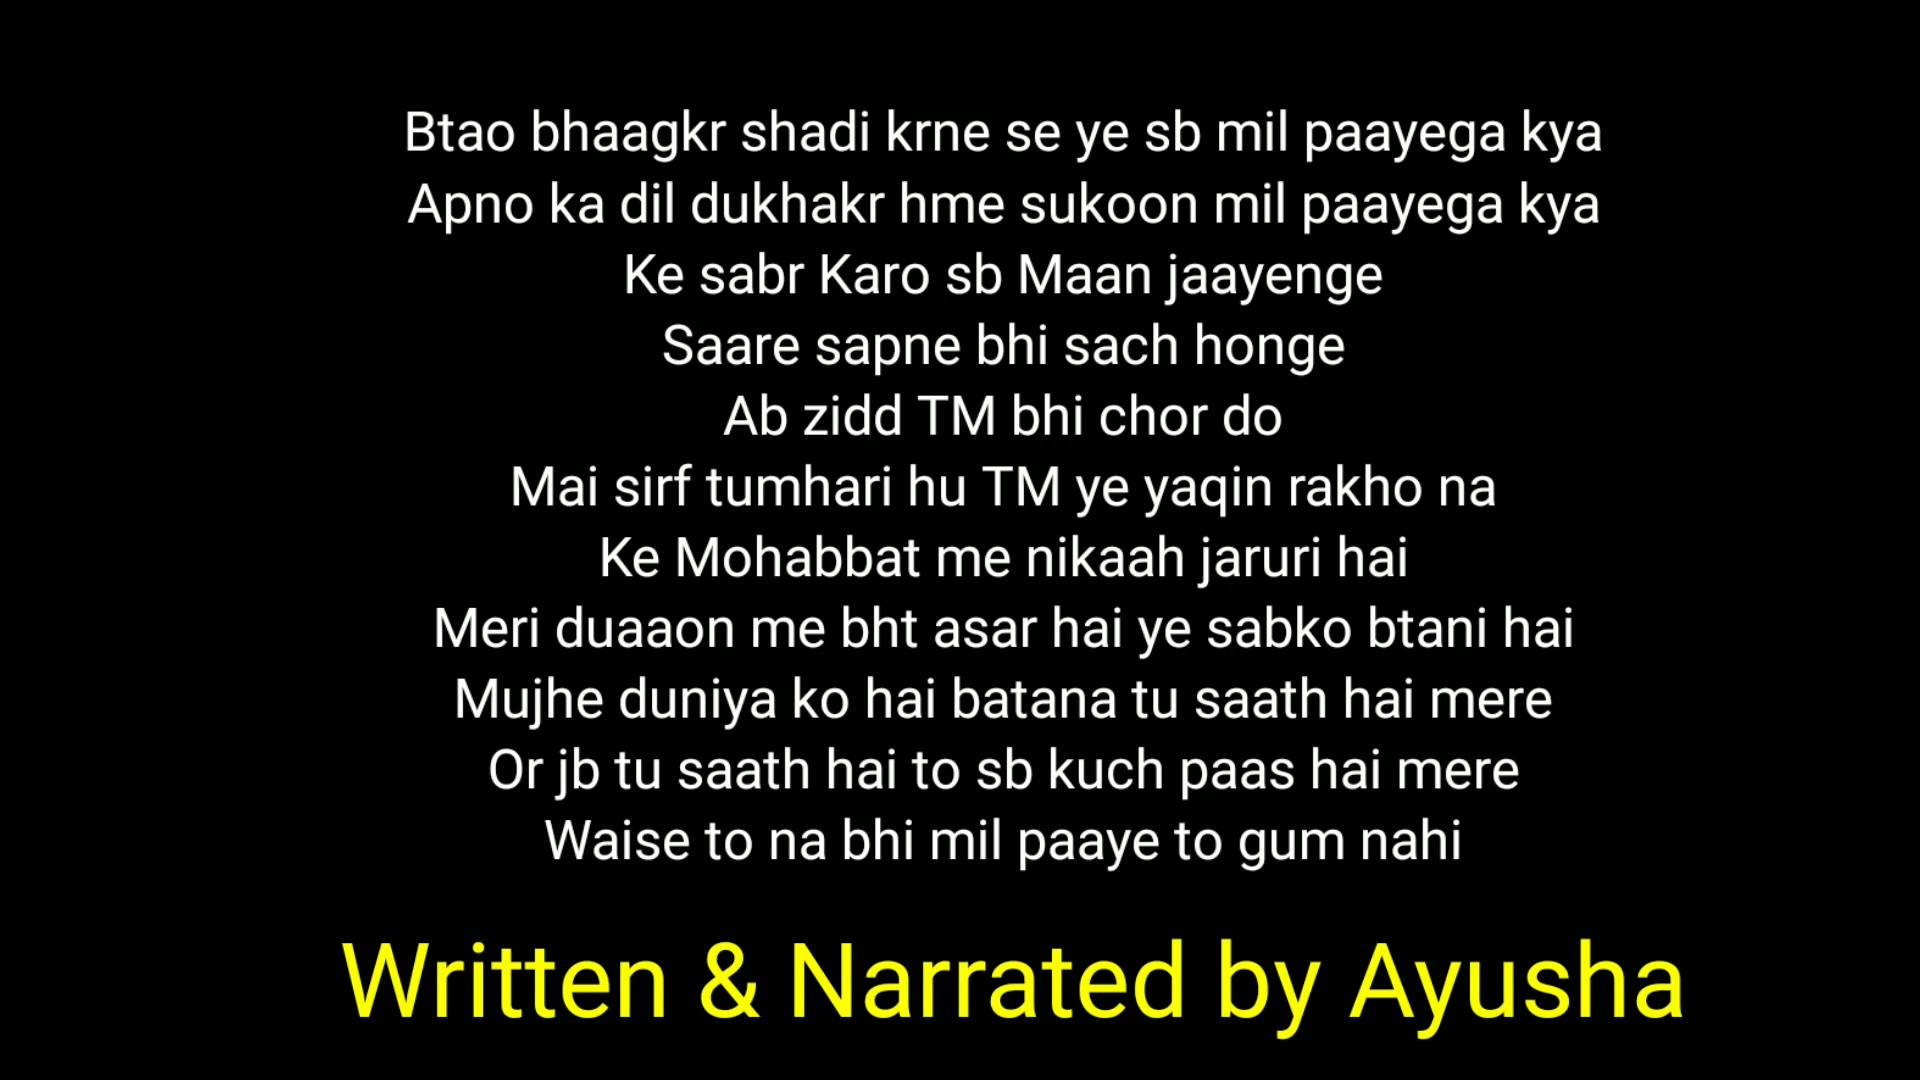 Btao bhaagkr shadi krne se ye sb mil paayega kya
Apno ka dil dukhakr hme sukoon mil paayega kya
Ke sabr Karo sb Maan jaayenge
Saare sapne bhi sach honge
Ab zidd TM bhi chor do
Mai sirf tumhari hu TM ye yaqin rakho na
Ke Mohabbat me nikaah jaruri hai
Meri duaaon me bht asar hai ye sabko btani hai
Mujhe duniya ko hai batana tu saath hai mere
Or jb tu saath hai to sb kuch paas hai mere
Waise to na bhi mil paaye to gum nahi
Written & Narrated by Ayusha